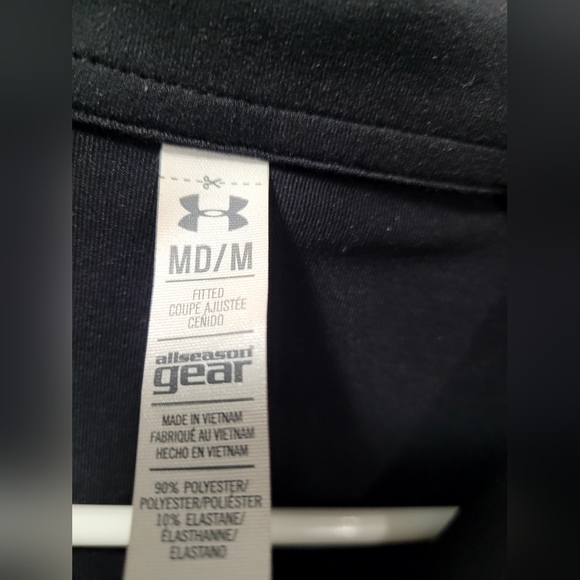 MD/M
FITTED
COUPE AJUSTÉE
CEÑIDO
allseason
gear
MADE IN VIETNAM
FABRIQUÉ AU VIETNAM
HECHO EN VIETNAM
90% POLYESTER/
POLYESTER/POLIÉSTER
10% ELASTANE/
ÉLASTHANNE/
ELASTANO